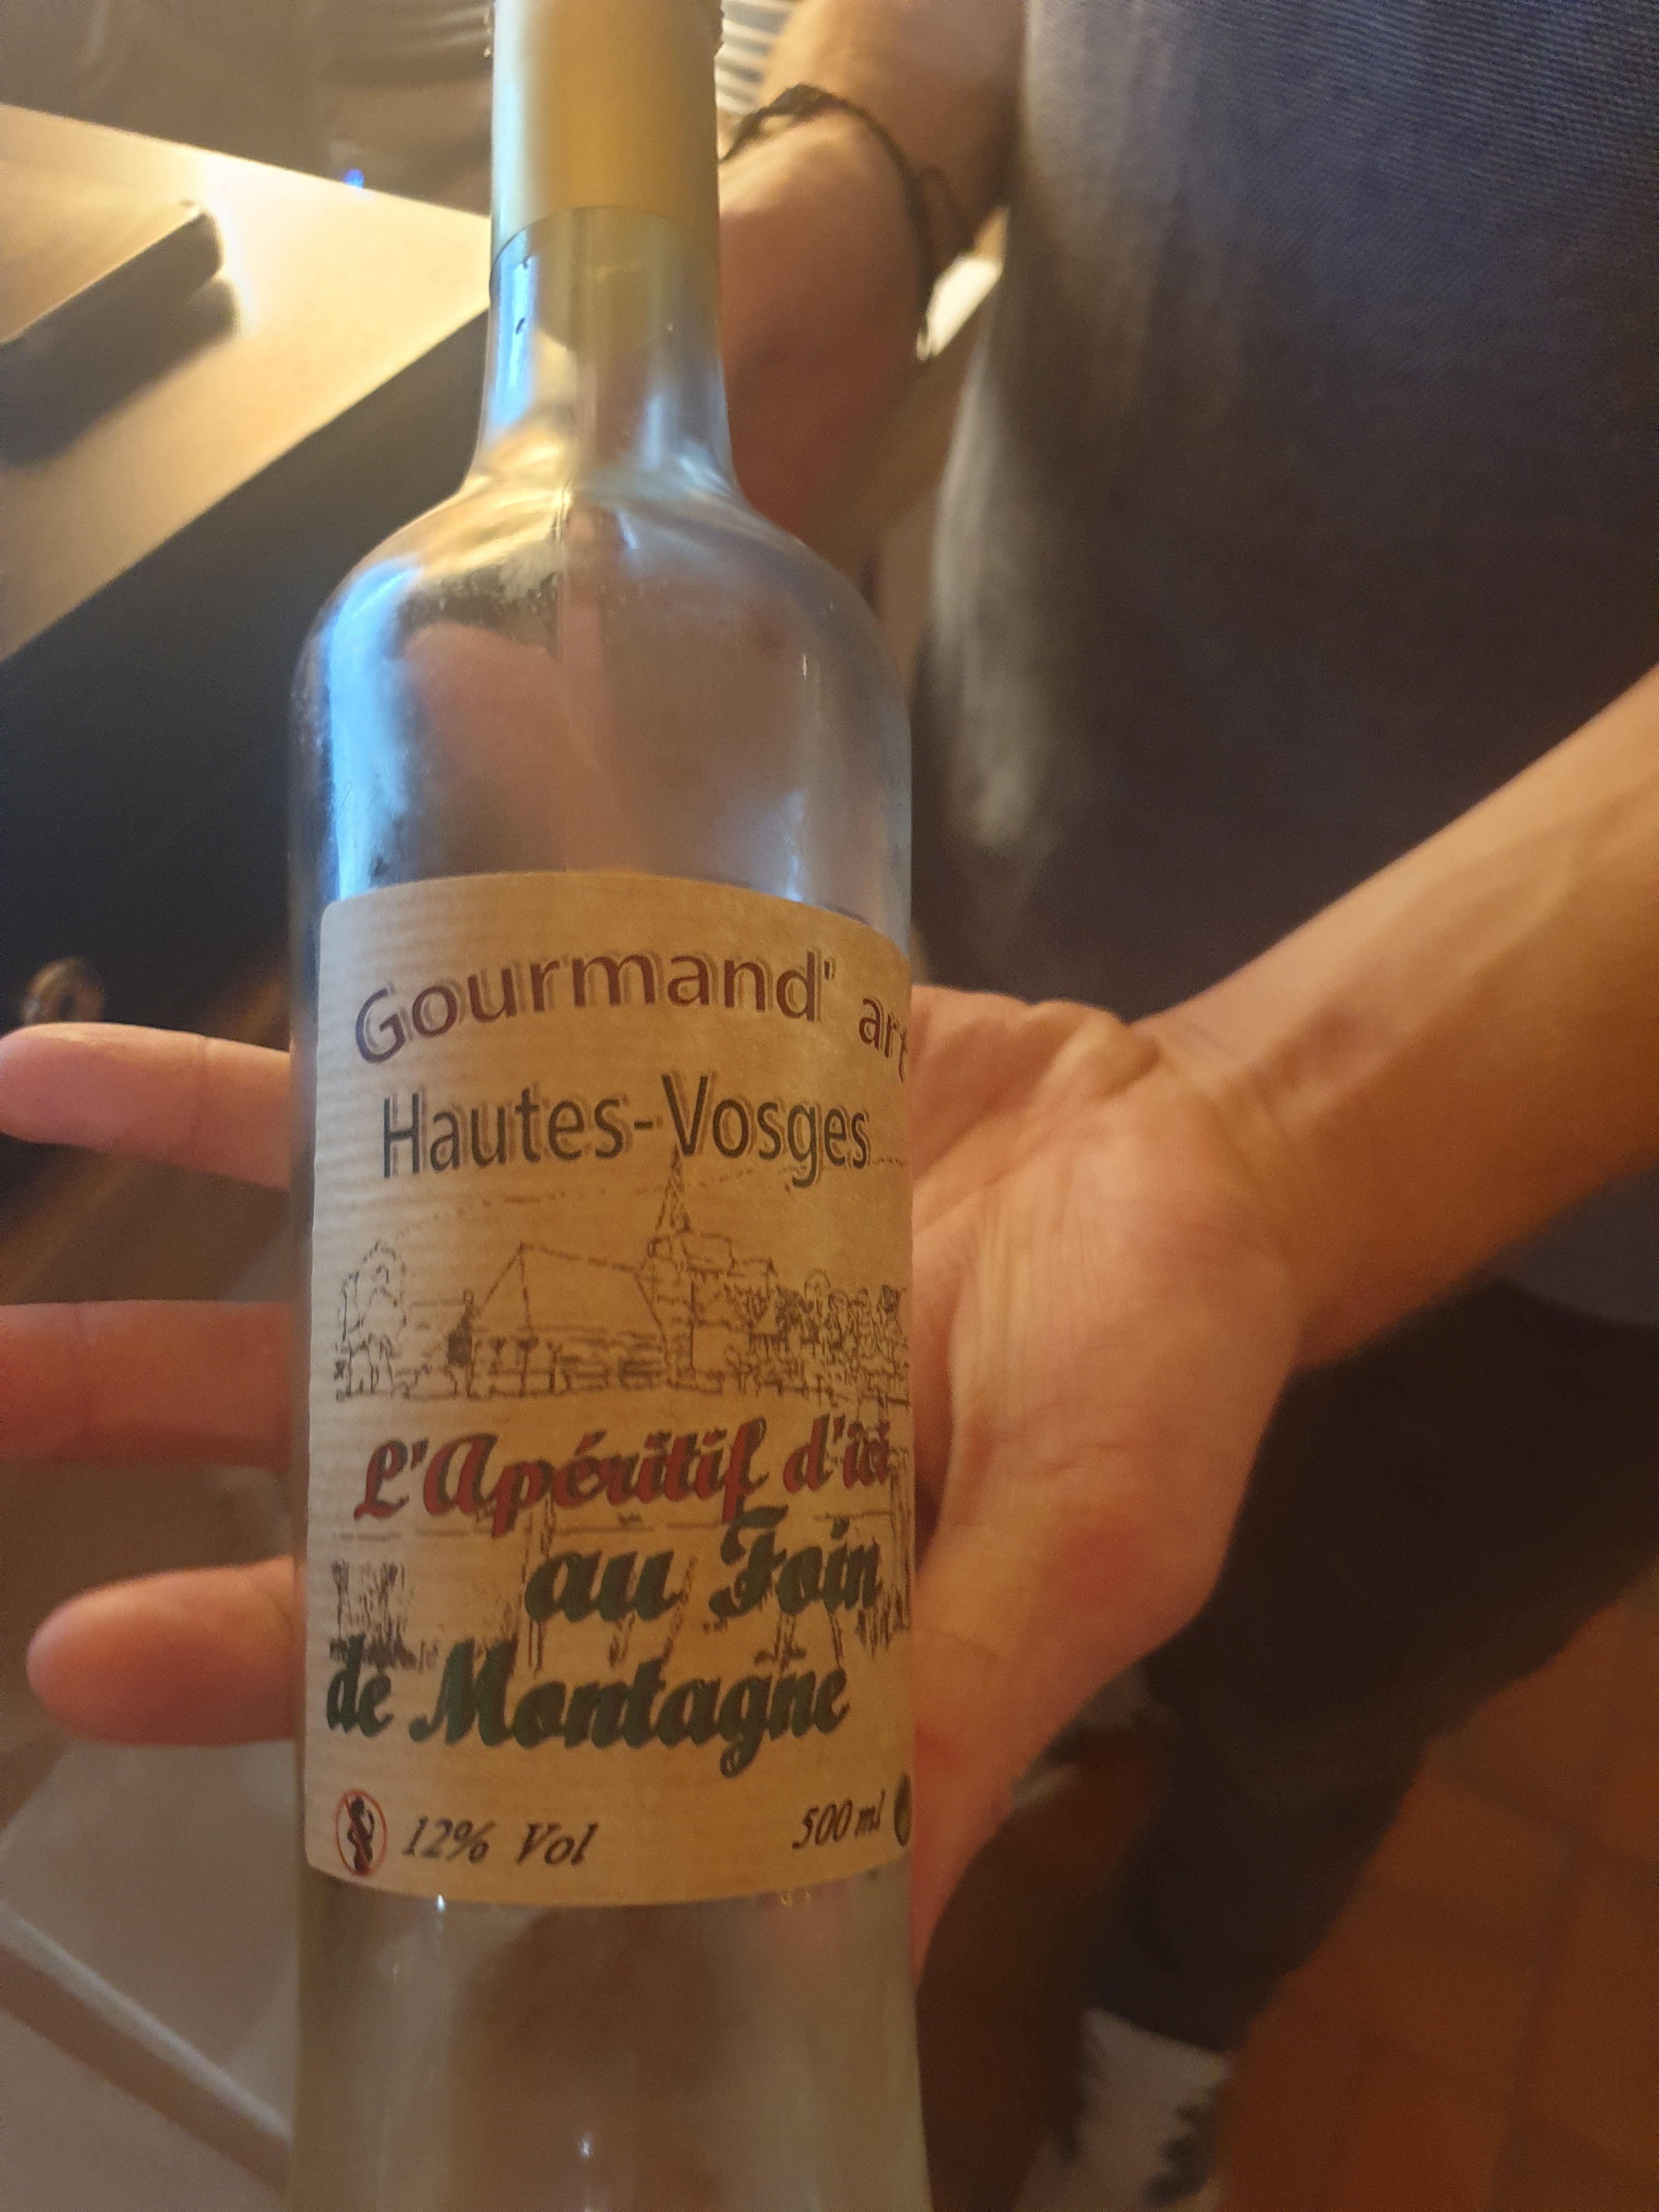 Gourmand' art
Hautes-Vosges
L'Apéritif d'ici
au Foin
de Montagne
12% Vol
500 ml